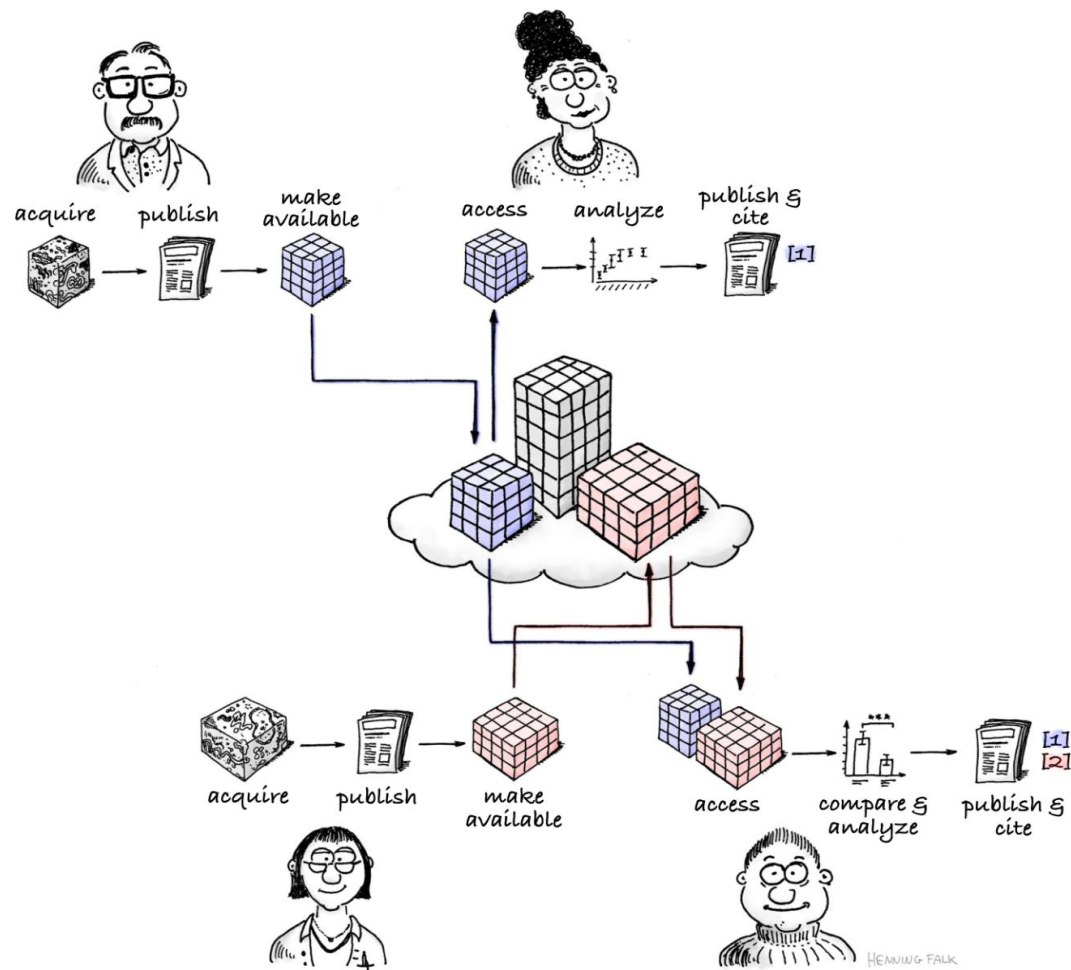 acquire
publish
make
available
access
analyze
publish &
cite
[1]
acquire
publish
make
available
access
***
compare &
analyze
publish &
cite
[1]
[2]
HENNING FALK